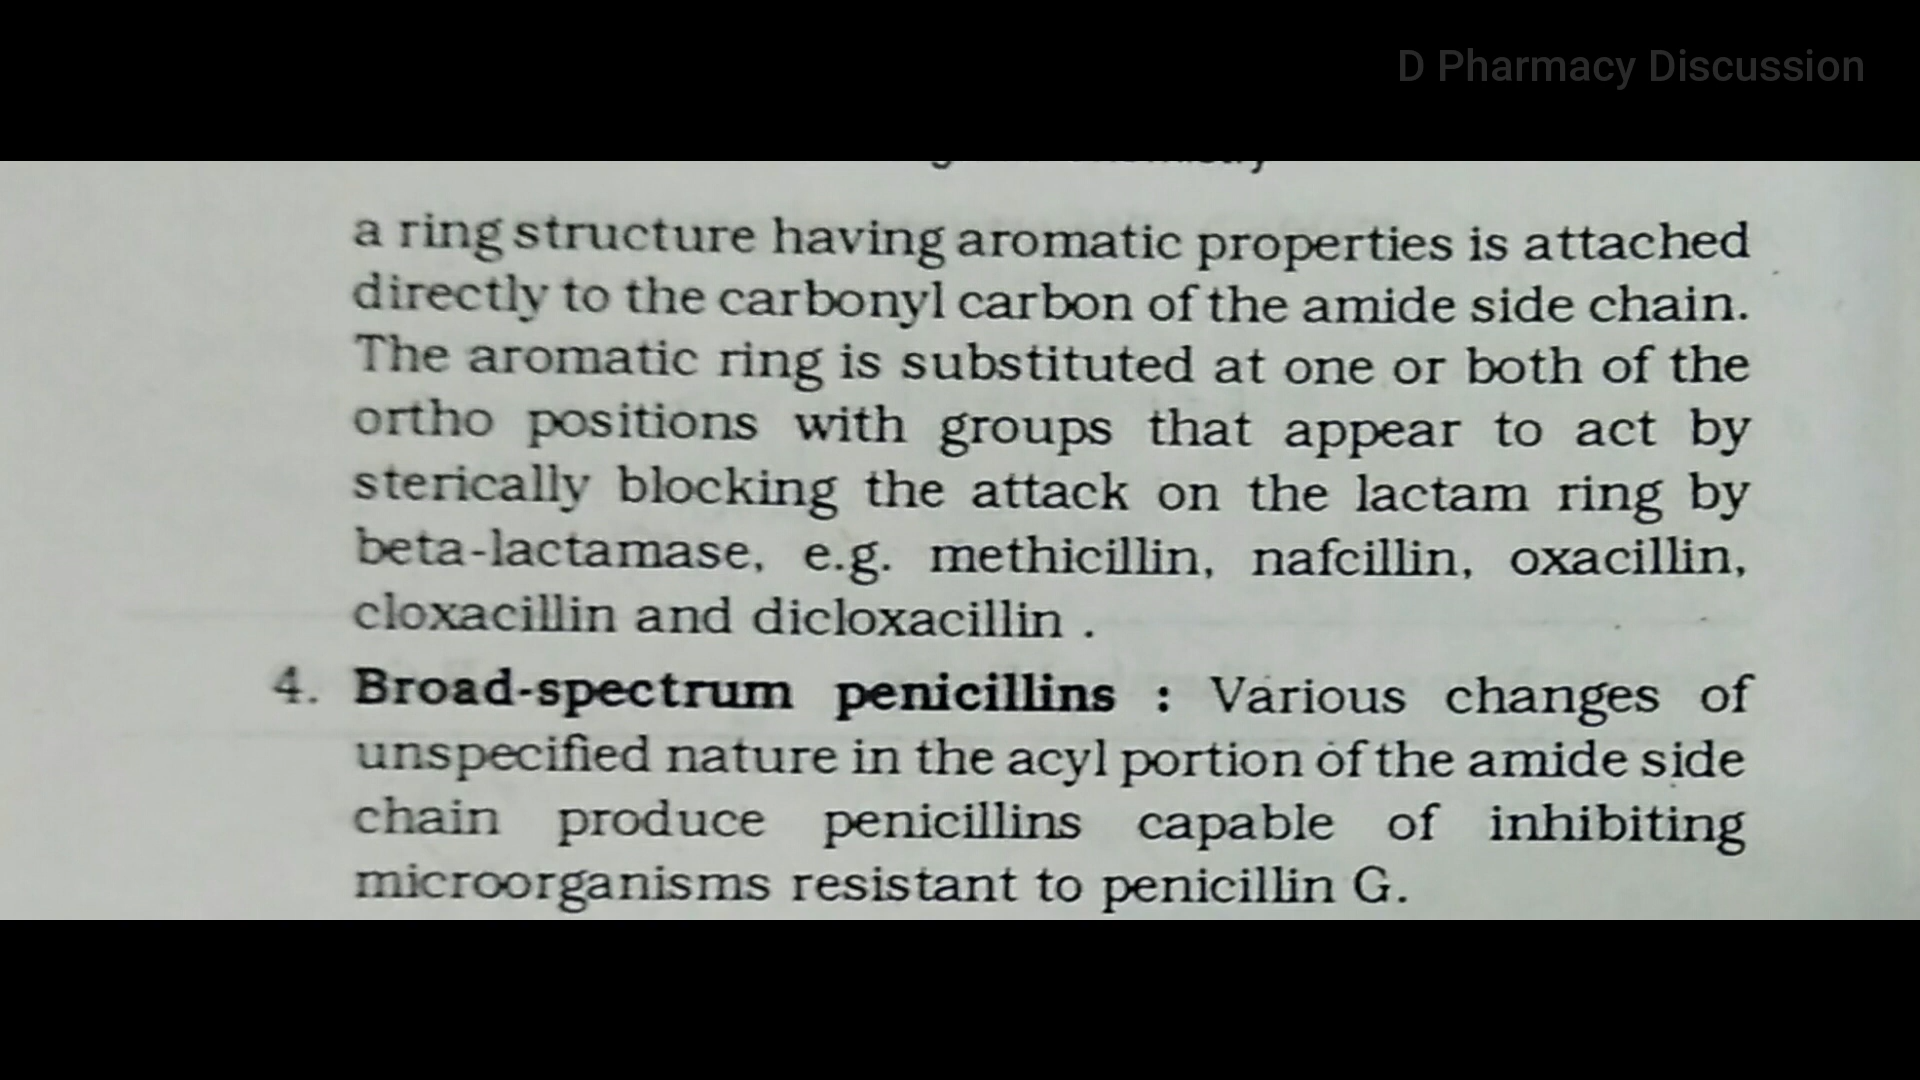 D Pharmacy Discussion
a ring structure having aromatic properties is attached
directly to the carbonyl carbon of the amide side chain.
The aromatic ring is substituted at one or both of the
ortho positions with groups that appear to act by
sterically blocking the attack on the lactam ring by
beta-lactamase, e.g. methicillin, nafcillin, oxacillin,
cloxacillin and dicloxacillin .
4. Broad-spectrum penicillins : Various changes of
unspecified nature in the acyl portion of the amide side
chain produce penicillins capable of inhibiting
microorganisms resistant to penicillin G.